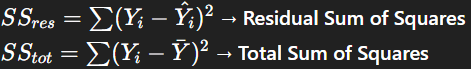 SS_res = ∑(Y_i − Ŷ_i)² → Residual Sum of Squares
SS_tot = ∑(Y_i − Ȳ)² → Total Sum of Squares